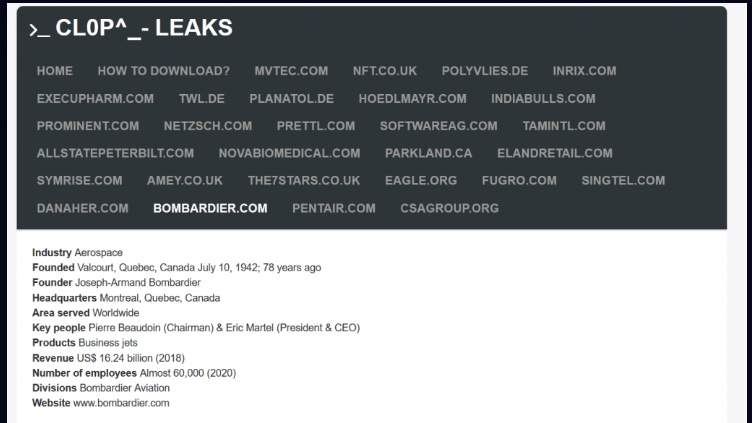 >_ CL0P^_- LEAKS
HOME HOW TO DOWNLOAD? MVTEC.COM NFT.CO.UK POLYVLIES.DE INRIX.COM
EXECUPHARM.COM TWL.DE PLANATOL.DE HOEDLMAYR.COM INDIABULLS.COM
PROMINENT.COM NETZSCH.COM PRETTL.COM SOFTWAREAG.COM TAMINTL.COM
ALLSTATEPETERBILT.COM NOVABIOMEDICAL.COM PARKLAND.CA ELANDRETAIL.COM
SYMRISE.COM AMEY.CO.UK THE7STARS.CO.UK EAGLE.ORG FUGRO.COM SINGTEL.COM
DANAHER.COM BOMBARDIER.COM PENTAIR.COM CSAGROUP.ORG
Industry Aerospace
Founded Valcourt, Quebec, Canada July 10, 1942; 78 years ago
Founder Joseph-Armand Bombardier
Headquarters Montreal, Quebec, Canada
Area served Worldwide
Key people Pierre Beaudoin (Chairman) & Eric Martel (President & CEO)
Products Business jets
Revenue US$ 16.24 billion (2018)
Number of employees Almost 60,000 (2020)
Divisions Bombardier Aviation
Website www.bombardier.com